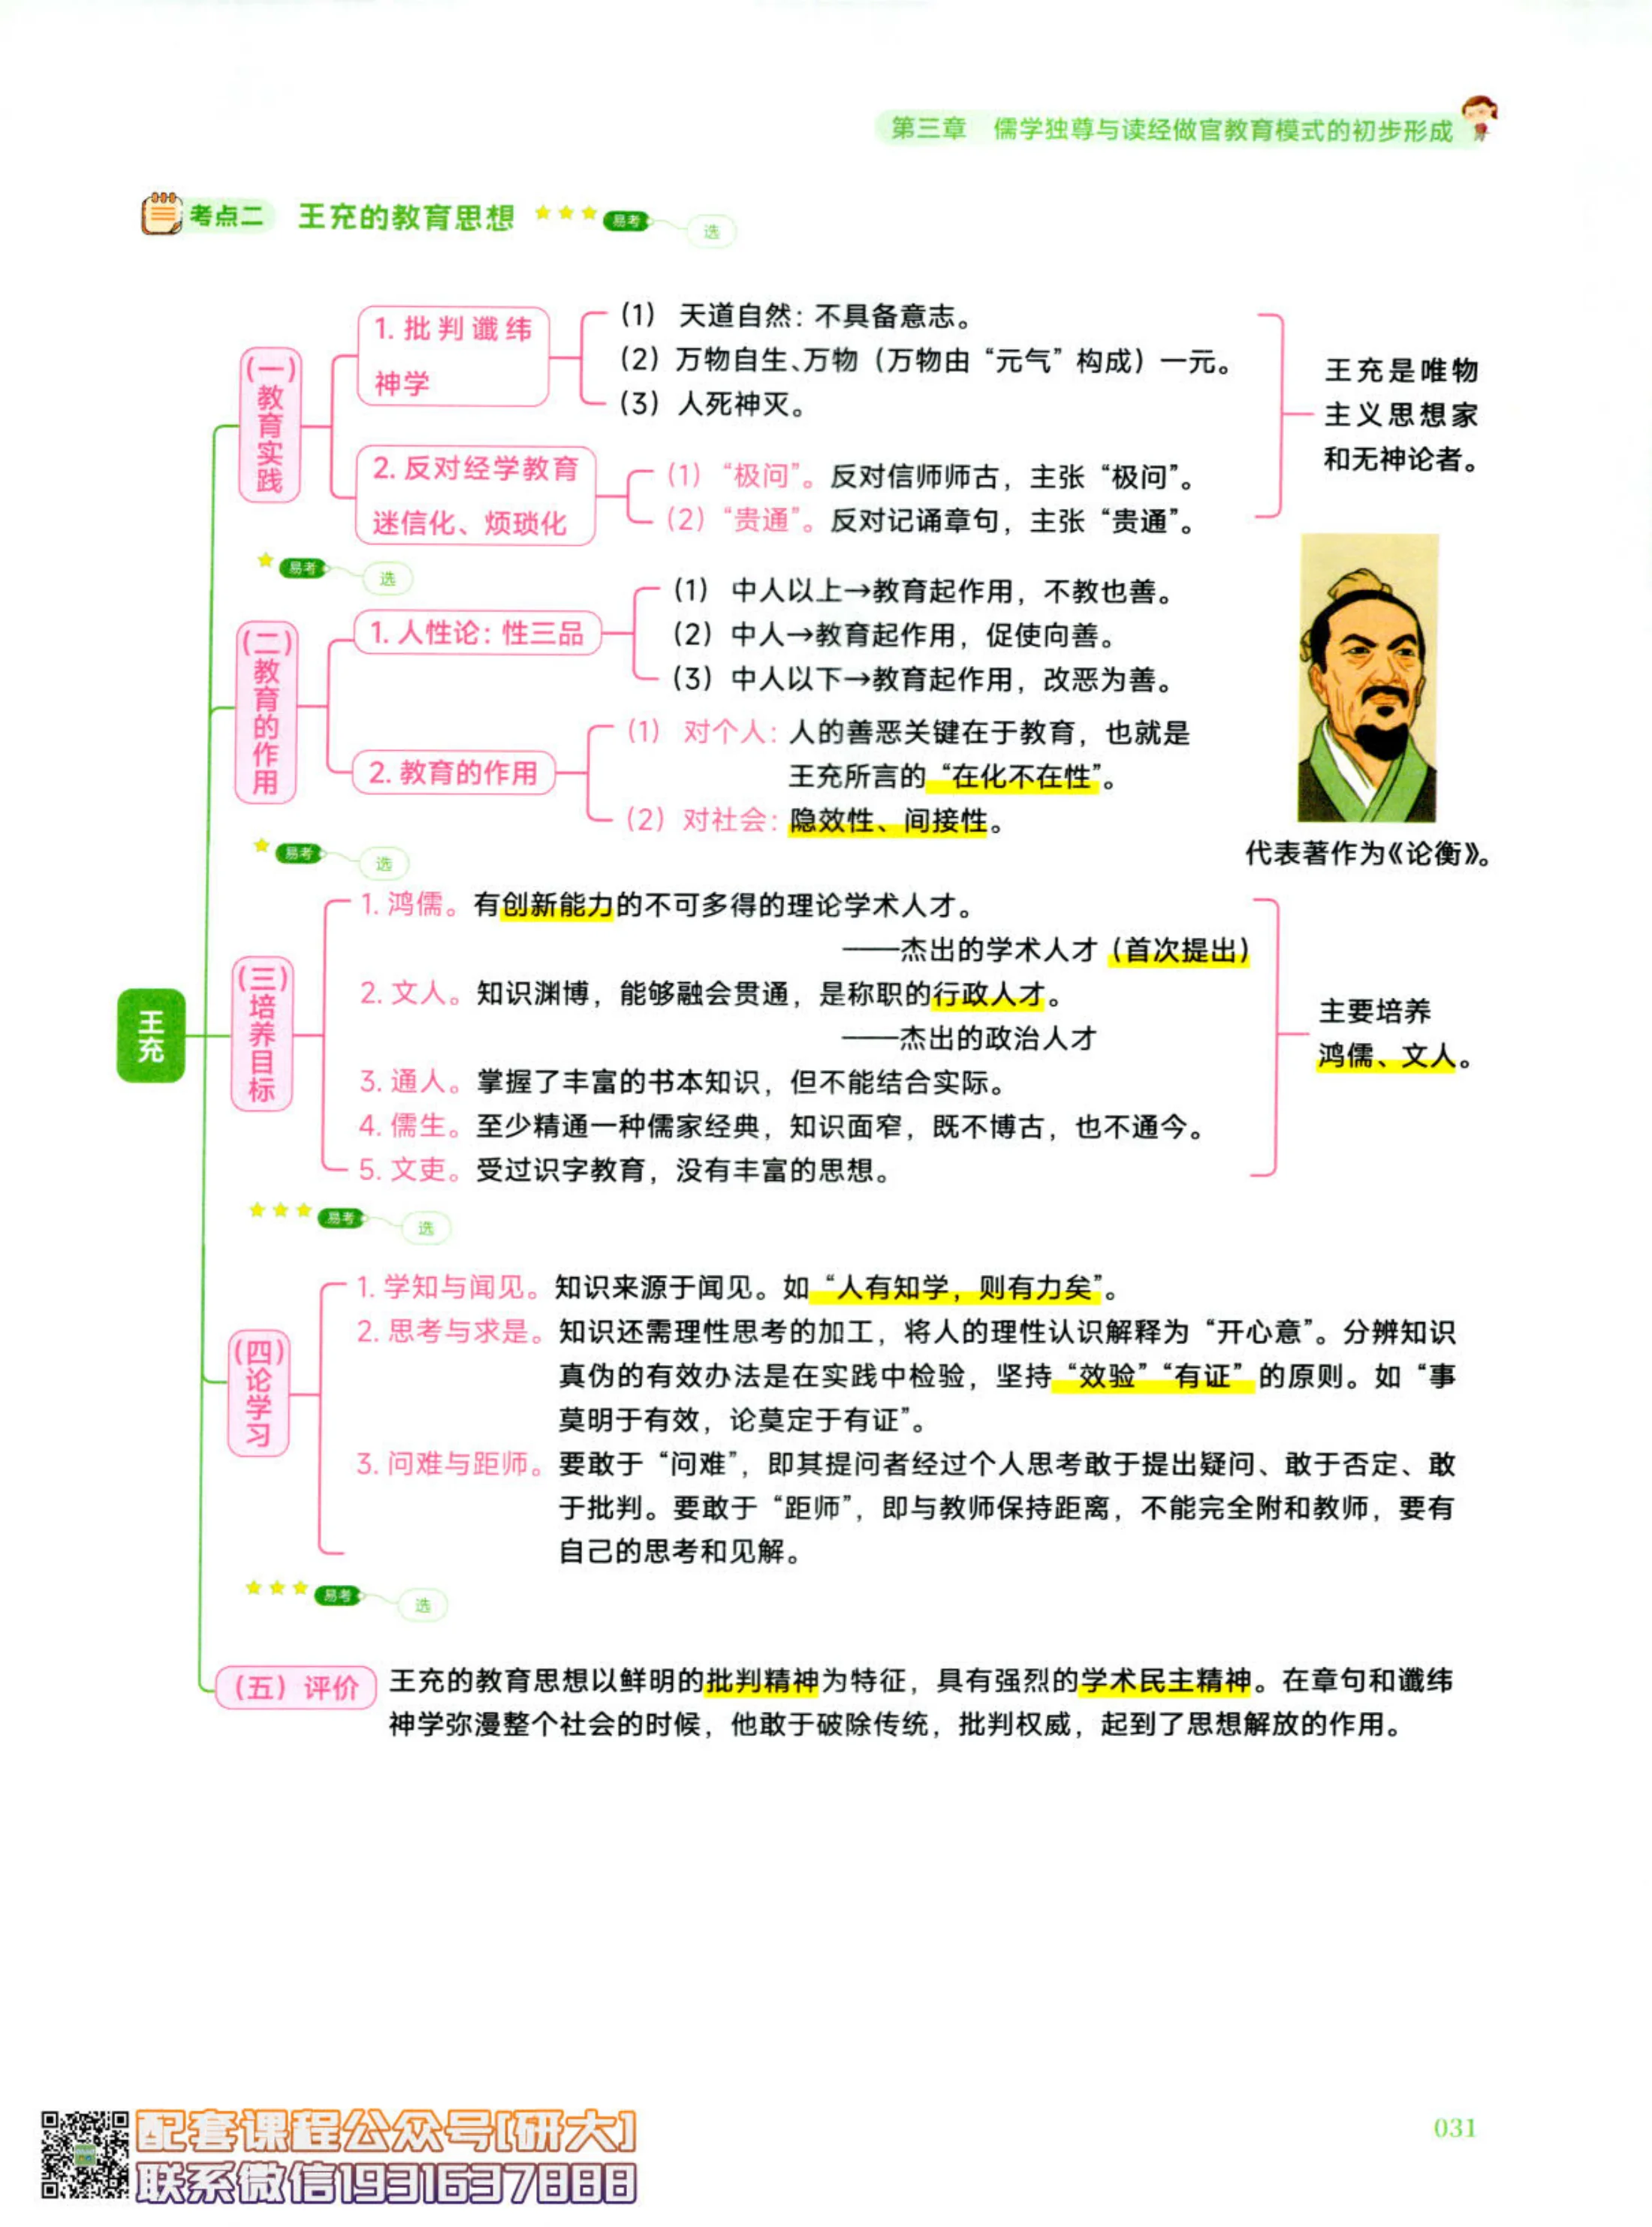 第三章 儒学独尊与读经做官教育模式的初步形成
考点二 王充的教育思想 易考 选
王充
(一)教育实践
1. 批判谶纬
神学
(1) 天道自然：不具备意志。
(2) 万物自生、万物（万物由“元气”构成）一元。
(3) 人死神灭。
2. 反对经学教育
迷信化、烦琐化
(1)“极问”。反对信师师古，主张“极问”。
(2)“贵通”。反对记诵章句，主张“贵通”。
王充是唯物
主义思想家
和无神论者。
易考 选
(二)教育的作用
1. 人性论：性三品
(1) 中人以上→教育起作用，不教也善。
(2) 中人→教育起作用，促使向善。
(3) 中人以下→教育起作用，改恶为善。
2. 教育的作用
(1) 对个人：人的善恶关键在于教育，也就是
王充所言的“在化不在性”。
(2) 对社会：隐效性、间接性。
代表著作为《论衡》。
易考 选
(三)培养目标
1. 鸿儒。有创新能力的不可多得的理论学术人才。
——杰出的学术人才（首次提出）
2. 文人。知识渊博，能够融会贯通，是称职的行政人才。
——杰出的政治人才
3. 通人。掌握了丰富的书本知识，但不能结合实际。
4. 儒生。至少精通一种儒家经典，知识面窄，既不博古，也不通今。
5. 文吏。受过识字教育，没有丰富的思想。
主要培养
鸿儒、文人。
易考 选
(四)论学习
1. 学知与闻见。知识来源于闻见。如“人有知学，则有力矣”。
2. 思考与求是。知识还需理性思考的加工，将人的理性认识解释为“开心意”。分辨知识
真伪的有效办法是在实践中检验，坚持“效验”“有证”的原则。如“事
莫明于有效，论莫定于有证”。
3. 问难与距师。要敢于“问难”，即其提问者经过个人思考敢于提出疑问、敢于否定、敢
于批判。要敢于“距师”，即与教师保持距离，不能完全附和教师，要有
自己的思考和见解。
易考 选
(五) 评价
王充的教育思想以鲜明的批判精神为特征，具有强烈的学术民主精神。在章句和谶纬
神学弥漫整个社会的时候，他敢于破除传统，批判权威，起到了思想解放的作用。
配套课程公众号[研大]
联系微信1931637888
031